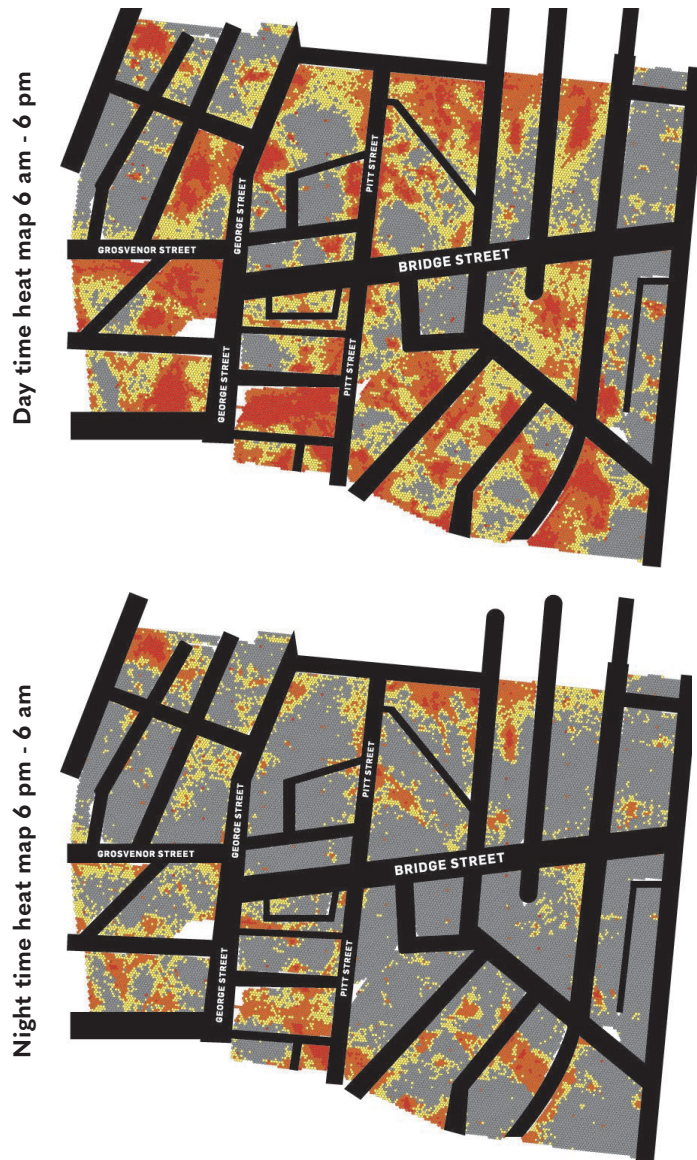 Day time heat map 6 am - 6 pm
GROSVENOR STREET
GEORGE STREET
PITT STREET
BRIDGE STREET
GEORGE STREET
PITT STREET
Night time heat map 6 pm - 6 am
GROSVENOR STREET
GEORGE STREET
PITT STREET
BRIDGE STREET
GEORGE STREET
PITT STREET